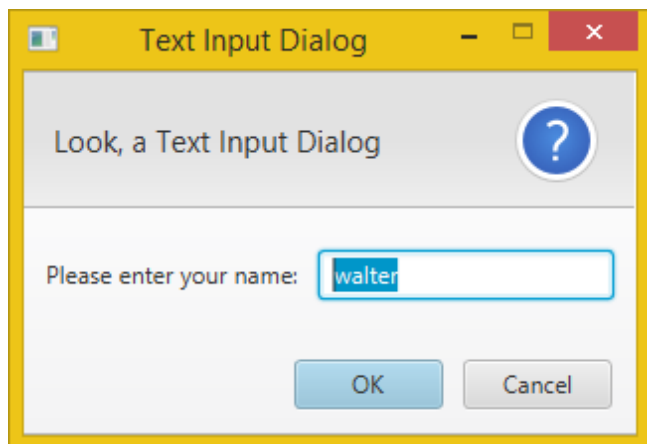 Text Input Dialog
Look, a Text Input Dialog
?
Please enter your name: walter
OK Cancel